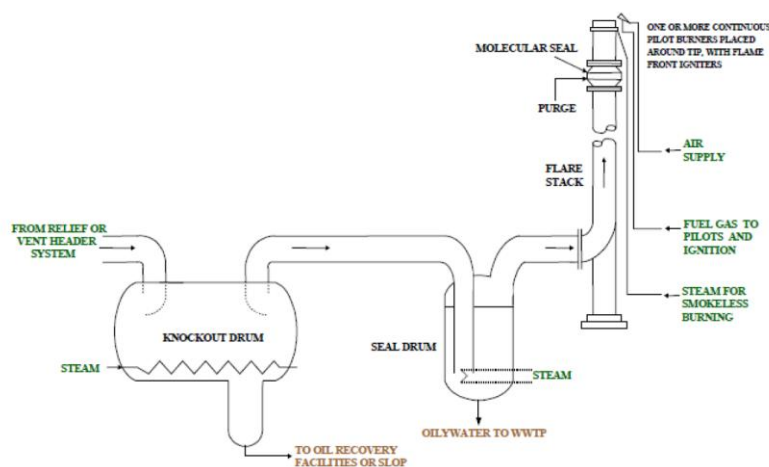 ONE OR MORE CONTINUOUS
PILOT BURNERS PLACED
AROUND TIP, WITH FLAME
FRONT IGNITERS
MOLECULAR SEAL
PURGE
AIR
SUPPLY
FLARE
STACK
FROM RELIEF OR
VENT HEADER
SYSTEM
FUEL GAS TO
PILOTS AND
IGNITION
STEAM FOR
SMOKELESS
BURNING
KNOCKOUT DRUM
SEAL DRUM
STEAM
STEAM
OILYWATER TO WWTP
TO OIL RECOVERY
FACILITIES OR SLOP